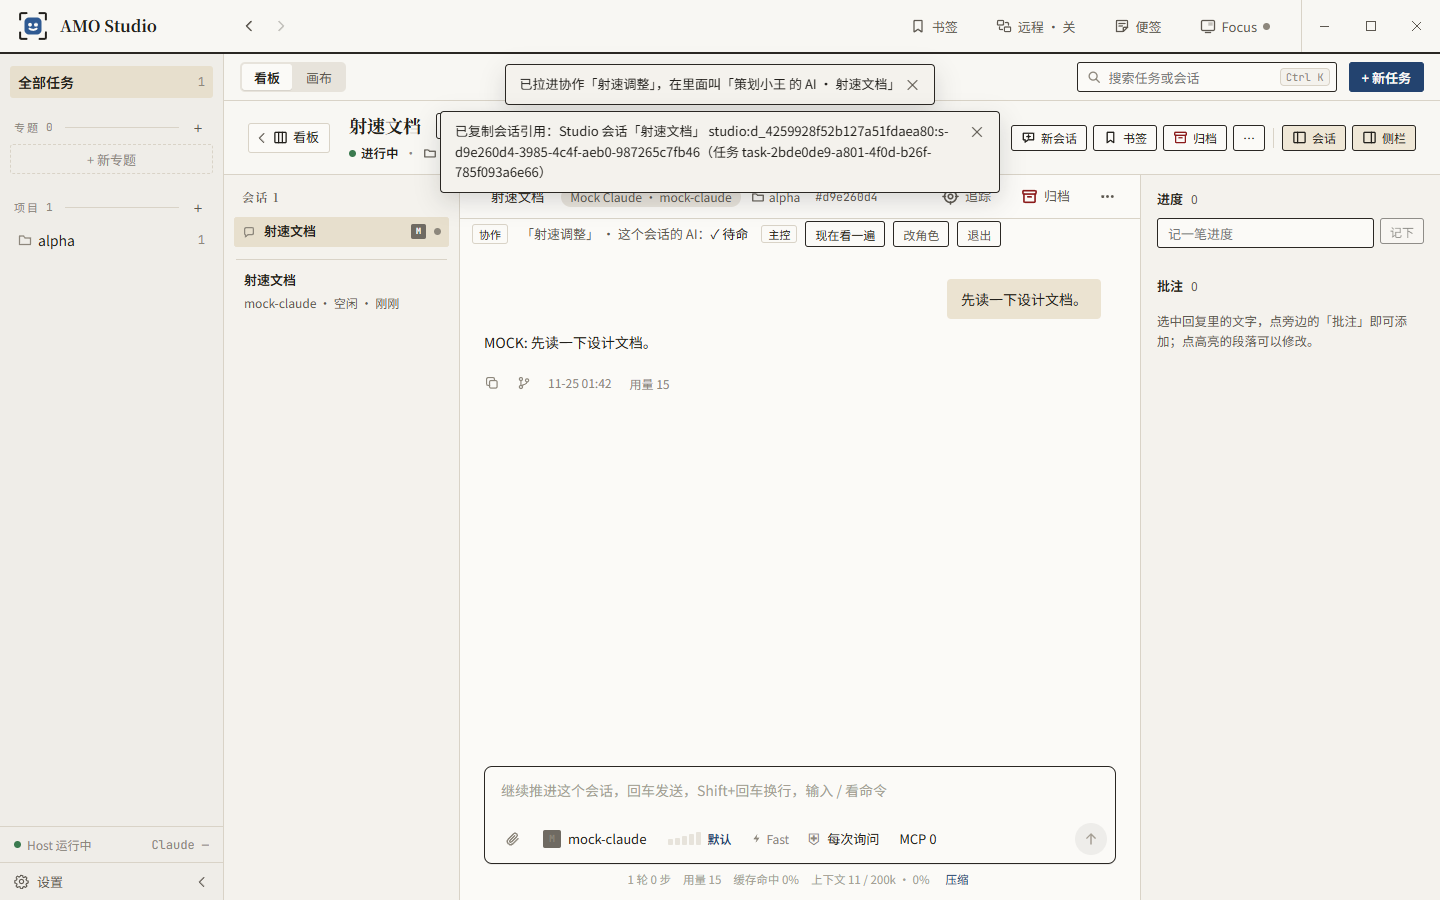 AMO Studio
书签
远程 • 关
便签
Focus
全部任务 1
专题 0
+ 新专题
项目 1
alpha 1
Host 运行中
Claude —
设置
看板
画布
搜索任务或会话
Ctrl K
+ 新任务
已拉进协作「射速调整」，在里面叫「策划小王 的 AI • 射速文档」
已复制会话引用：Studio 会话「射速文档」 studio:d_4259928f52b127a51fdaea80:s-
d9e260d4-3985-4c4f-aeb0-987265c7fb46（任务 task-2bde0de9-a801-4f0d-b26f-
785f093a6e66）
看板
射速文档
进行中 •
新会话
书签
归档
···
会话
侧栏
会话 1
射速文档 M
射速文档
mock-claude • 空闲 • 刚刚
射速文档
Mock Claude • mock-claude
alpha
#d9e260d4
追踪
归档
协作
「射速调整」 • 这个会话的 AI：✓ 待命
主控
现在看一遍
改角色
退出
先读一下设计文档。
MOCK: 先读一下设计文档。
11-25 01:42
用量 15
继续推进这个会话，回车发送，Shift+回车换行，输入 / 看命令
M mock-claude
默认
Fast
每次询问
MCP 0
1 轮 0 步
用量 15
缓存命中 0%
上下文 11 / 200k • 0%
压缩
进度 0
记一笔进度
记下
批注 0
选中回复里的文字，点旁边的「批注」即可添
加；点高亮的段落可以修改。